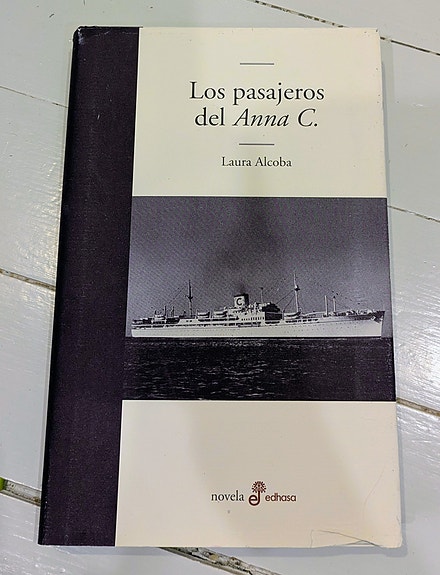 Los pasajeros
del Anna C.
Laura Alcoba
novela edhasa